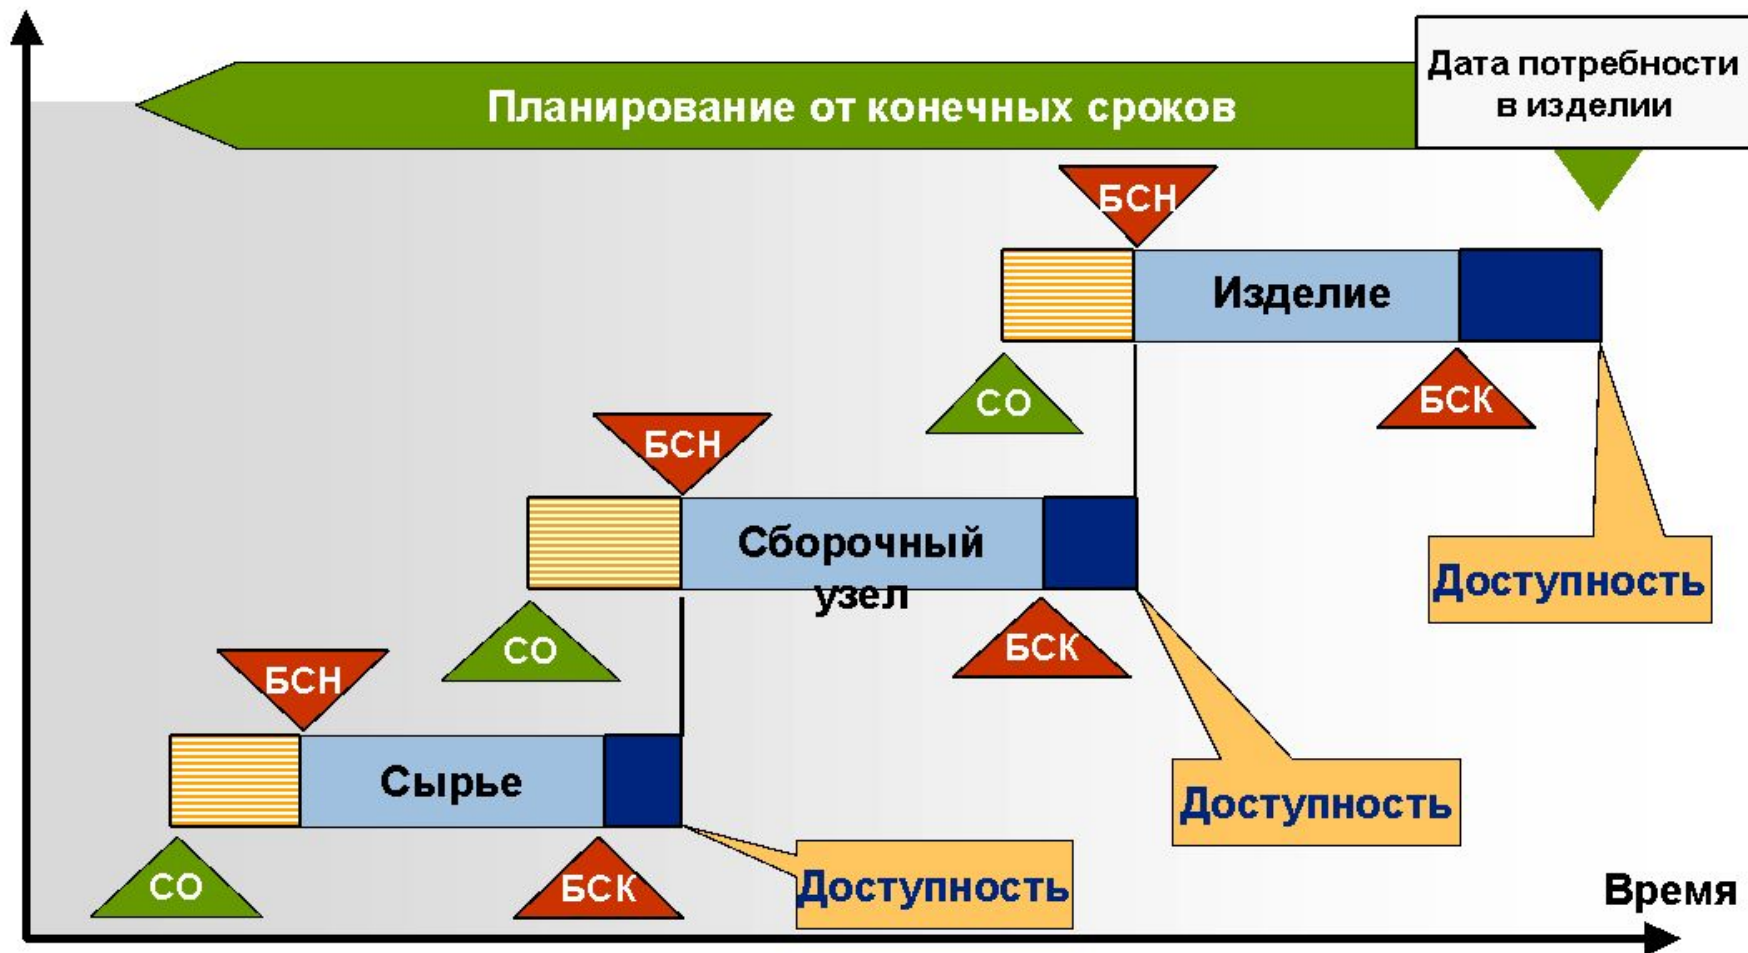 Дата потребности
в изделии
Планирование от конечных сроков
БСН
Изделие
СО
БСК
БСН
Доступность
Сборочный
узел
СО
БСК
БСН
Доступность
Сырье
СО
БСК
Доступность
Время